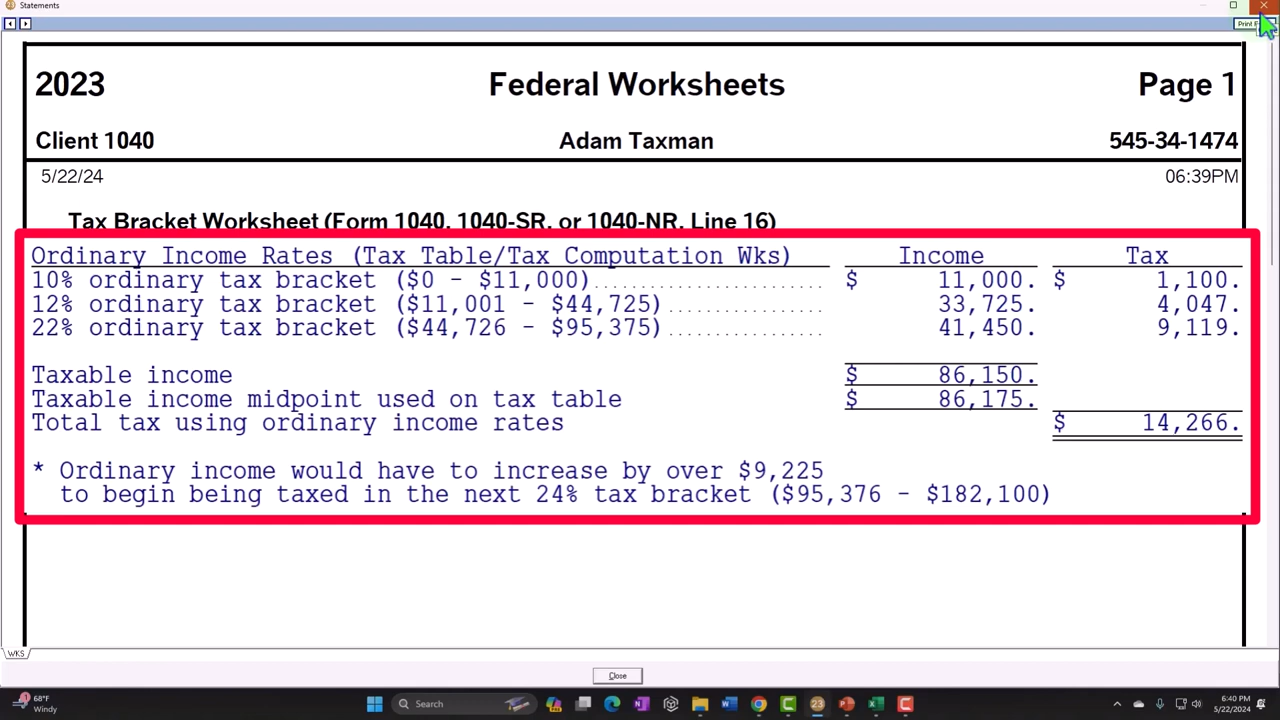 Statements
Print
2023 Federal Worksheets Page 1
Client 1040 Adam Taxman 545-34-1474
5/22/24 06:39PM
Tax Bracket Worksheet (Form 1040, 1040-SR, or 1040-NR, Line 16)
Ordinary Income Rates (Tax Table/Tax Computation Wks) Income Tax
10% ordinary tax bracket ($0 - $11,000)........................ $ 11,000. $ 1,100.
12% ordinary tax bracket ($11,001 - $44,725)................ 33,725. 4,047.
22% ordinary tax bracket ($44,726 - $95,375)................ 41,450. 9,119.
Taxable income $ 86,150.
Taxable income midpoint used on tax table $ 86,175.
Total tax using ordinary income rates $ 14,266.
* Ordinary income would have to increase by over $9,225
to begin being taxed in the next 24% tax bracket ($95,376 - $182,100)
WKS
Close
68°F
Windy
Search
23
6:40 PM
5/22/2024